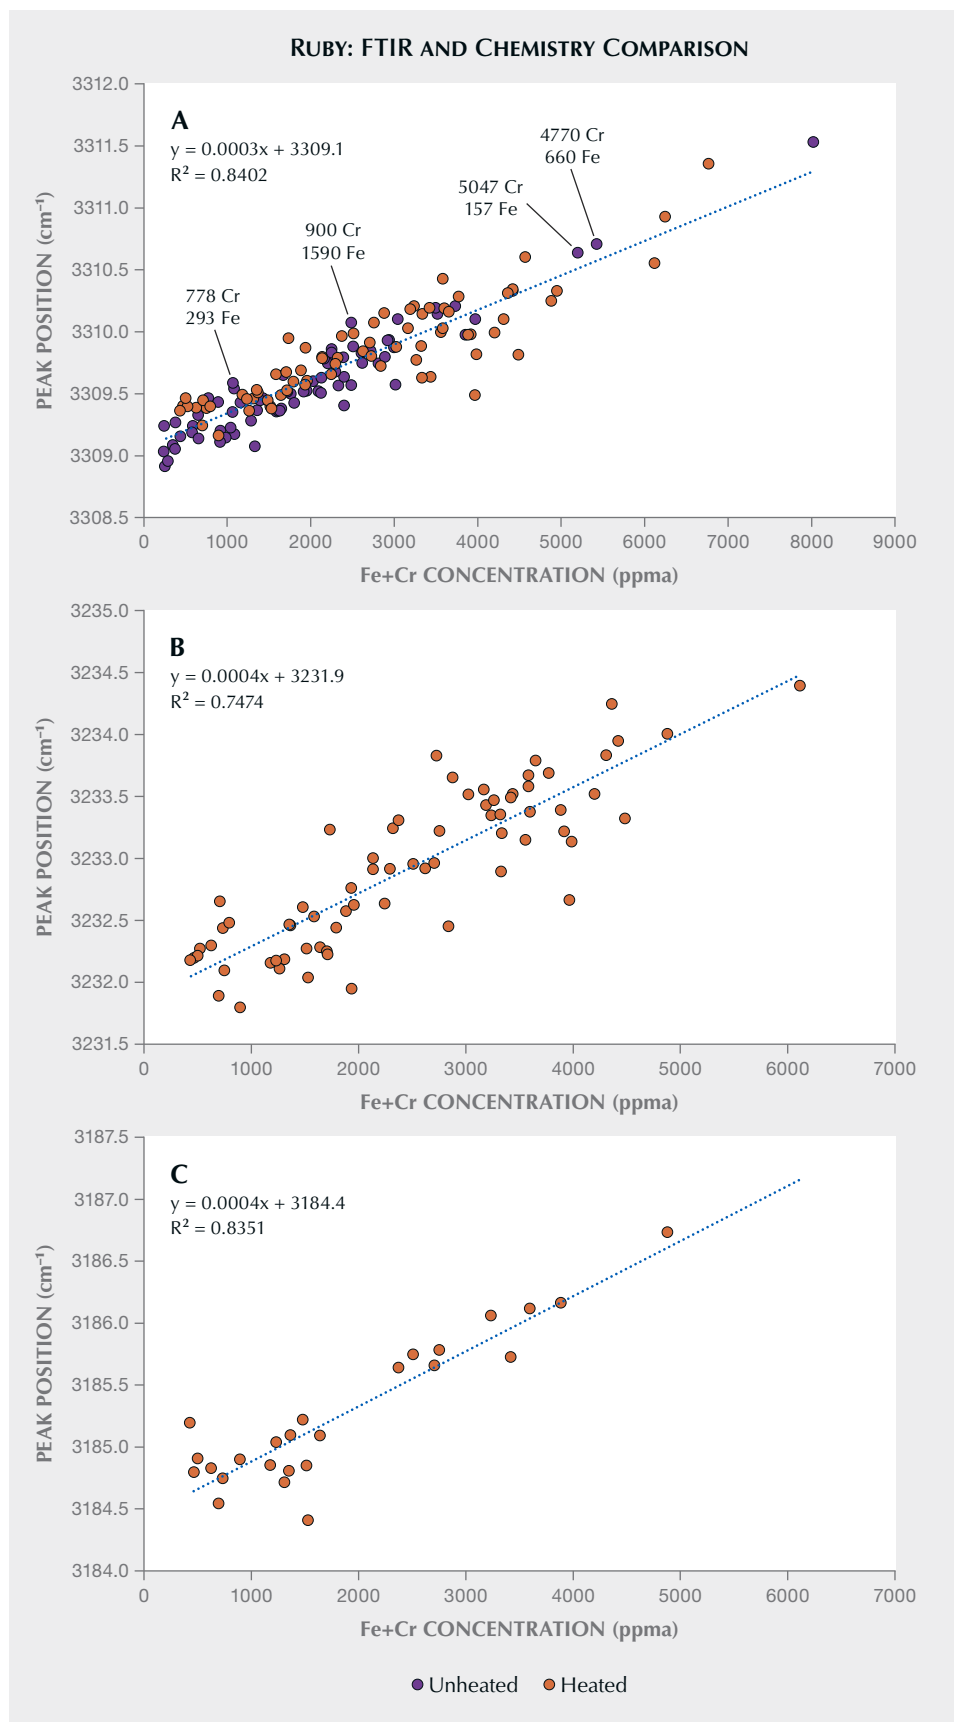 RUBY: FTIR AND CHEMISTRY COMPARISON
3312.0
3311.5
3311.0
3310.5
3310.0
3309.5
3309.0
3308.5
PEAK POSITION (cm⁻¹)
A
y = 0.0003x + 3309.1
R² = 0.8402
778 Cr
293 Fe
900 Cr
1590 Fe
5047 Cr
157 Fe
4770 Cr
660 Fe
0 1000 2000 3000 4000 5000 6000 7000 8000 9000
Fe+Cr CONCENTRATION (ppma)
3235.0
3234.5
3234.0
3233.5
3233.0
3232.5
3232.0
3231.5
PEAK POSITION (cm⁻¹)
B
y = 0.0004x + 3231.9
R² = 0.7474
0 1000 2000 3000 4000 5000 6000 7000
Fe+Cr CONCENTRATION (ppma)
3187.5
3187.0
3186.5
3186.0
3185.5
3185.0
3184.5
3184.0
PEAK POSITION (cm⁻¹)
C
y = 0.0004x + 3184.4
R² = 0.8351
0 1000 2000 3000 4000 5000 6000 7000
Fe+Cr CONCENTRATION (ppma)
Unheated Heated